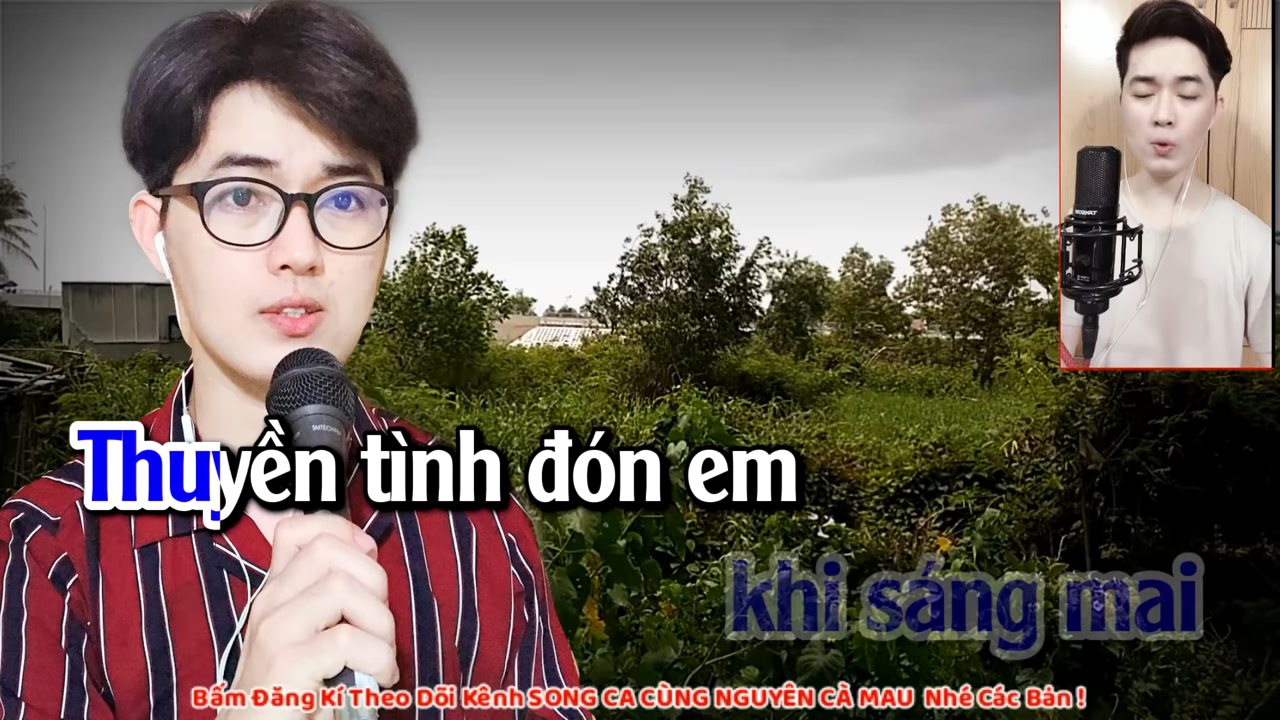 Thuyền tình đón em
khi sáng mai
Bấm Đăng Kí Theo Dõi Kênh SONG CA CÙNG NGUYÊN CÀ MAU Nhé Các Bản !